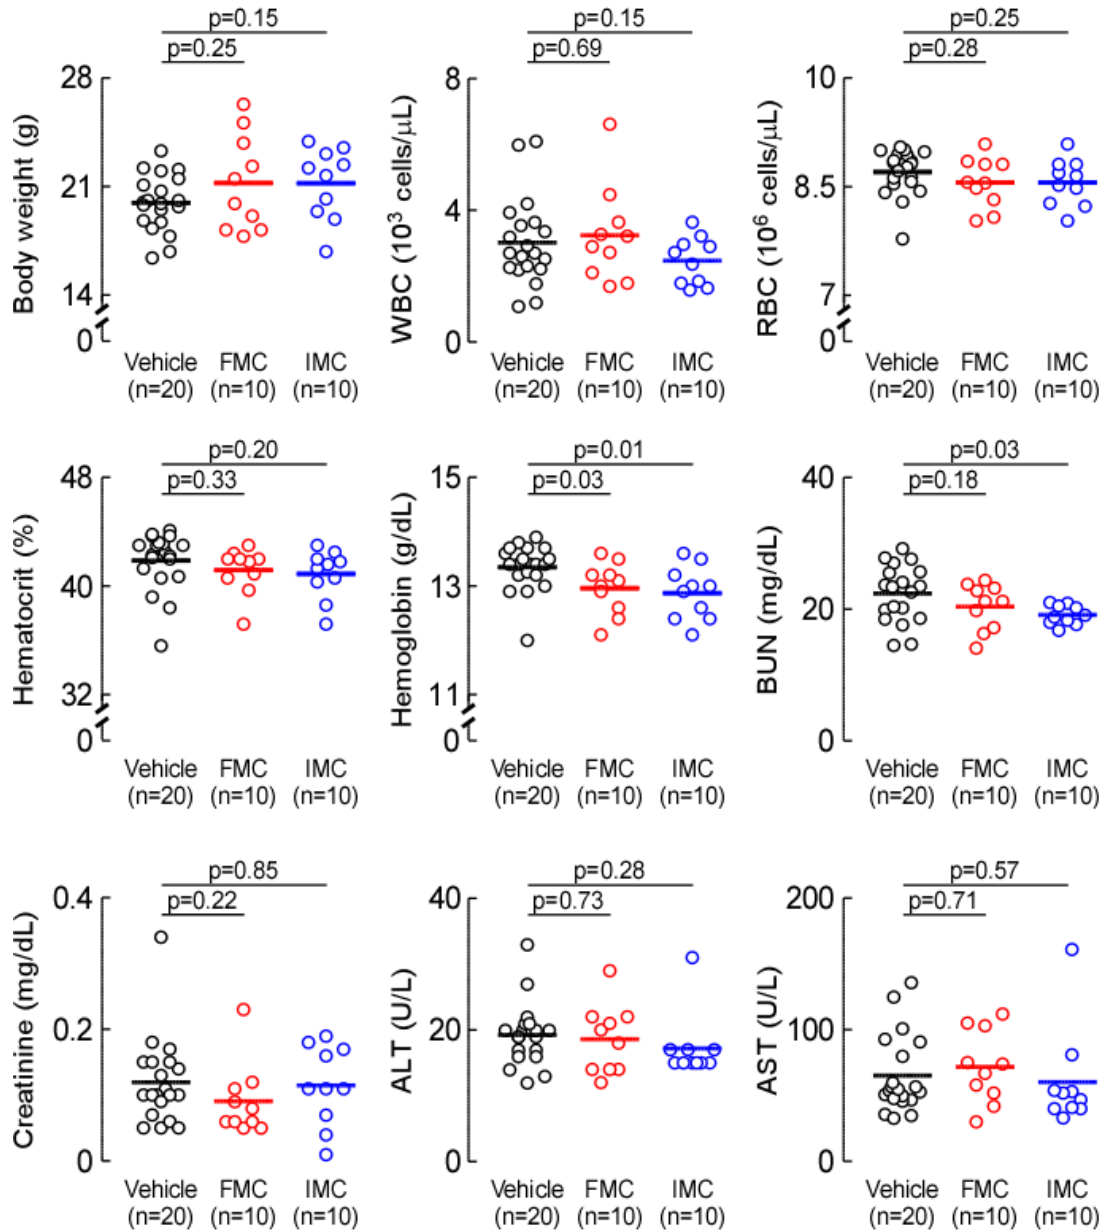 p=0.15
p=0.25
28
21
14
0
Body weight (g)
Vehicle FMC IMC
(n=20) (n=10) (n=10)
p=0.15
p=0.69
8
4
0
WBC (10³ cells/μL)
Vehicle FMC IMC
(n=20) (n=10) (n=10)
p=0.25
p=0.28
10
8.5
7
0
RBC (10⁶ cells/μL)
Vehicle FMC IMC
(n=20) (n=10) (n=10)
p=0.20
p=0.33
48
40
32
0
Hematocrit (%)
Vehicle FMC IMC
(n=20) (n=10) (n=10)
p=0.01
p=0.03
15
13
11
0
Hemoglobin (g/dL)
Vehicle FMC IMC
(n=20) (n=10) (n=10)
p=0.03
p=0.18
40
20
0
BUN (mg/dL)
Vehicle FMC IMC
(n=20) (n=10) (n=10)
p=0.85
p=0.22
0.4
0.2
0
Creatinine (mg/dL)
Vehicle FMC IMC
(n=20) (n=10) (n=10)
p=0.28
p=0.73
40
20
0
ALT (U/L)
Vehicle FMC IMC
(n=20) (n=10) (n=10)
p=0.57
p=0.71
200
100
0
AST (U/L)
Vehicle FMC IMC
(n=20) (n=10) (n=10)